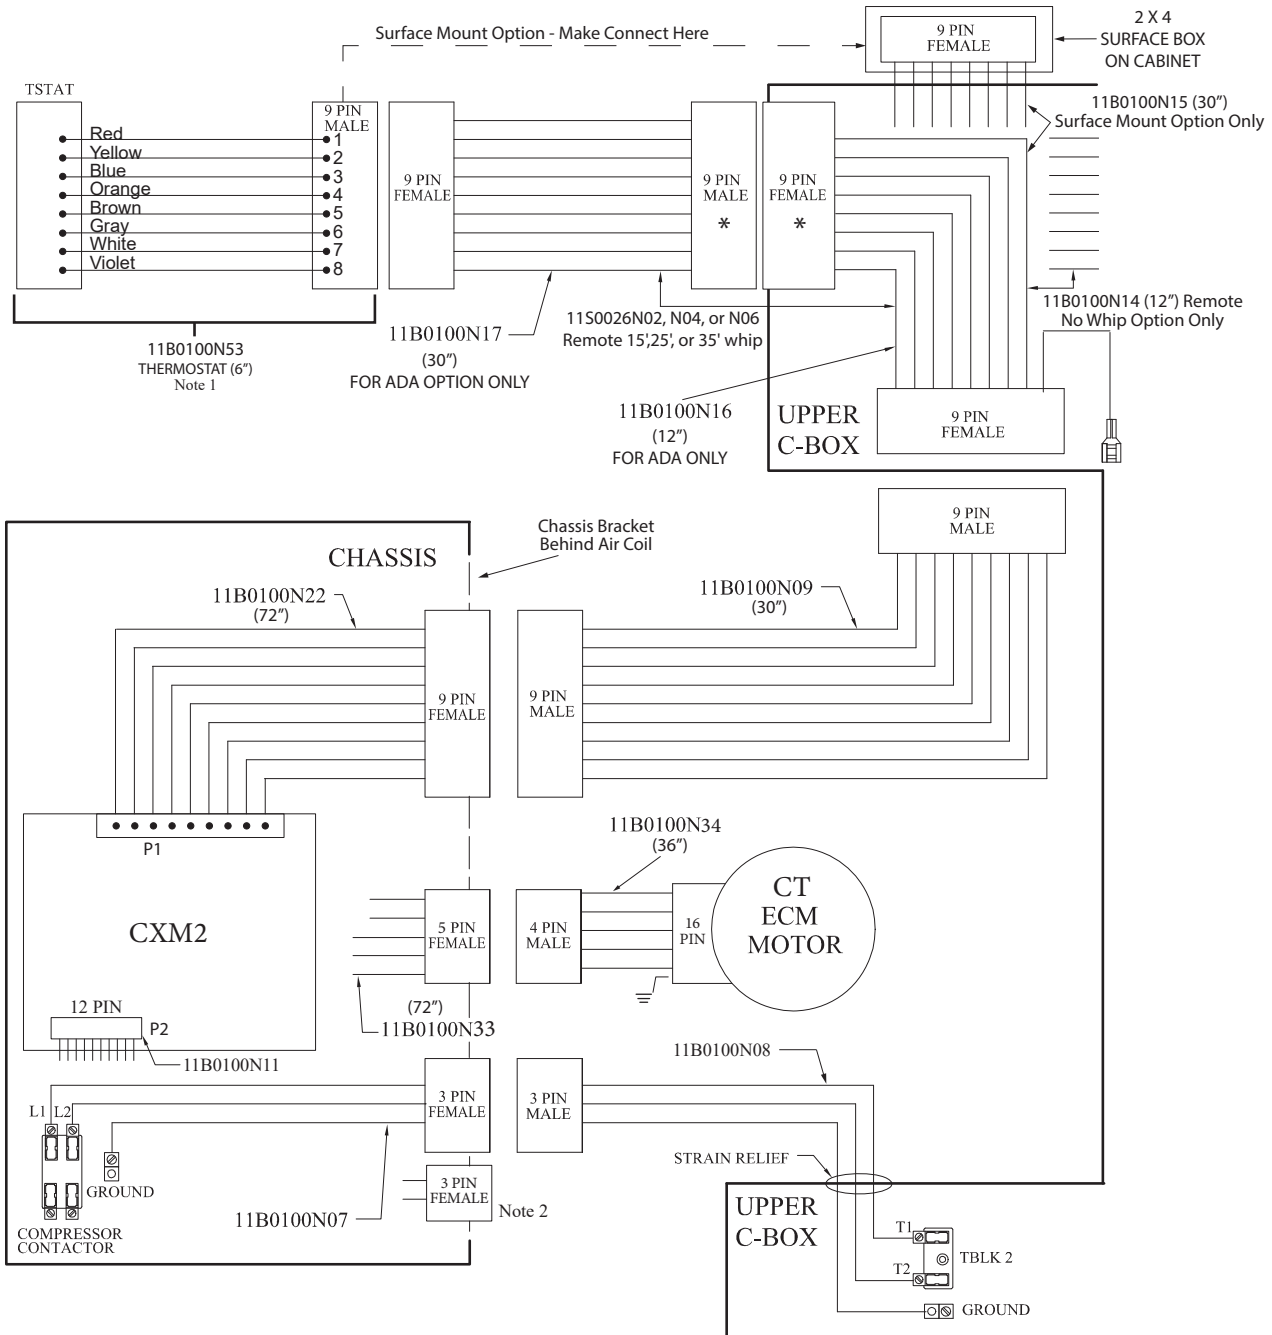 Surface Mount Option - Make Connect Here
9 PIN
FEMALE
2 X 4
SURFACE BOX
ON CABINET
TSTAT
9 PIN
MALE
11B0100N15 (30”)
Surface Mount Option Only
Red
1
Yellow
2
Blue
3
Orange
4
Brown
5
Gray
6
White
7
Violet
8
9 PIN
FEMALE
9 PIN
MALE
*
9 PIN
FEMALE
*
11B0100N53
THERMOSTAT (6”)
Note 1
11B0100N17
(30”)
FOR ADA OPTION ONLY
11S0026N02, N04, or N06
Remote 15',25', or 35' whip
11B0100N14 (12”) Remote
No Whip Option Only
11B0100N16
(12”)
FOR ADA ONLY
UPPER
C-BOX
9 PIN
FEMALE
9 PIN
MALE
Chassis Bracket
Behind Air Coil
CHASSIS
11B0100N22
(72”)
11B0100N09
(30”)
9 PIN
FEMALE
9 PIN
MALE
P1
CXM2
12 PIN
P2
11B0100N11
11B0100N34
(36”)
5 PIN
FEMALE
4 PIN
MALE
16
PIN
CT
ECM
MOTOR
(72”)
11B0100N33
11B0100N08
3 PIN
FEMALE
3 PIN
MALE
L1
L2
GROUND
COMPRESSOR
CONTACTOR
11B0100N07
3 PIN
FEMALE
Note 2
STRAIN RELIEF
UPPER
C-BOX
T1
T2
TBLK 2
GROUND